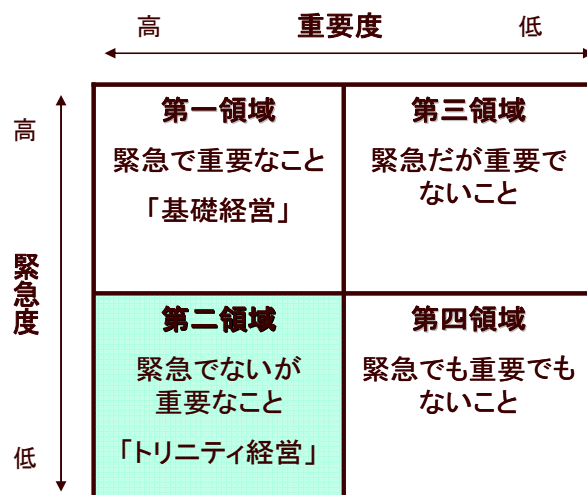 高 重要度 低
高
緊急度
低
第一領域
緊急で重要なこと
「基礎経営」
第三領域
緊急だが重要で
ないこと
第二領域
緊急でないが
重要なこと
「トリニティ経営」
第四領域
緊急でも重要でも
ないこと